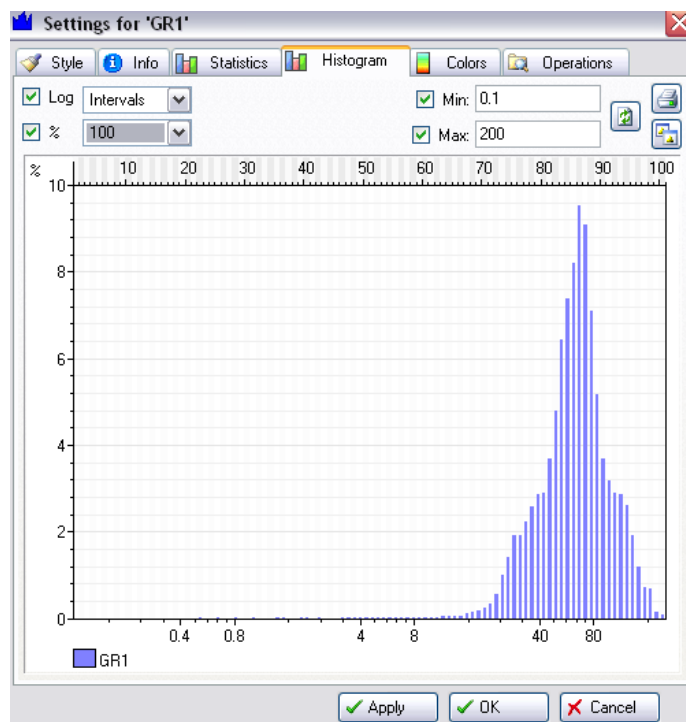 Settings for 'GR1'
Style Info Statistics Histogram Colors Operations
Log Intervals Min: 0.1
% 100 Max: 200
% 10 20 30 40 50 60 70 80 90 100
10
8
6
4
2
0
0.4 0.8 4 8 40 80
GR1
Apply OK Cancel